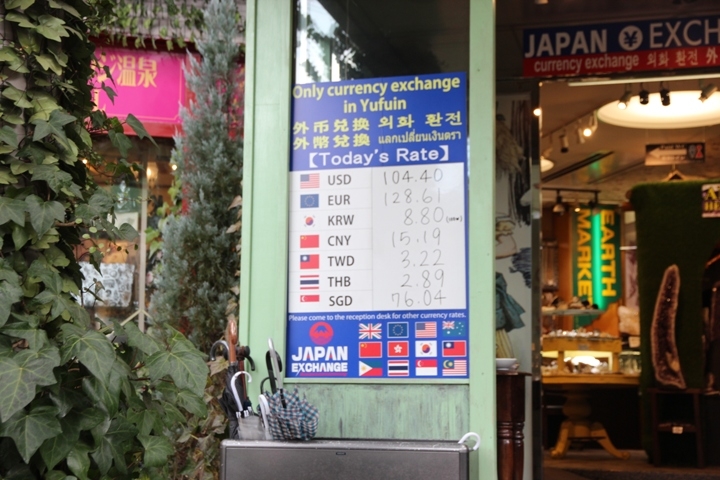 温泉
Only currency exchange
in Yufuin
外币兑換 외화 환전
外幣兌換 แลกเปลี่ยนเงินตรา
【Today's Rate】
USD 104.40
EUR 128.61
KRW 8.80
CNY 15.19
TWD 3.22
THB 2.89
SGD 76.04
Please come to the reception desk for other currency rates.
JAPAN
EXCHANGE
JAPAN ¥ EXCH
currency exchange 외화 환전 外
EARTH
MARKE